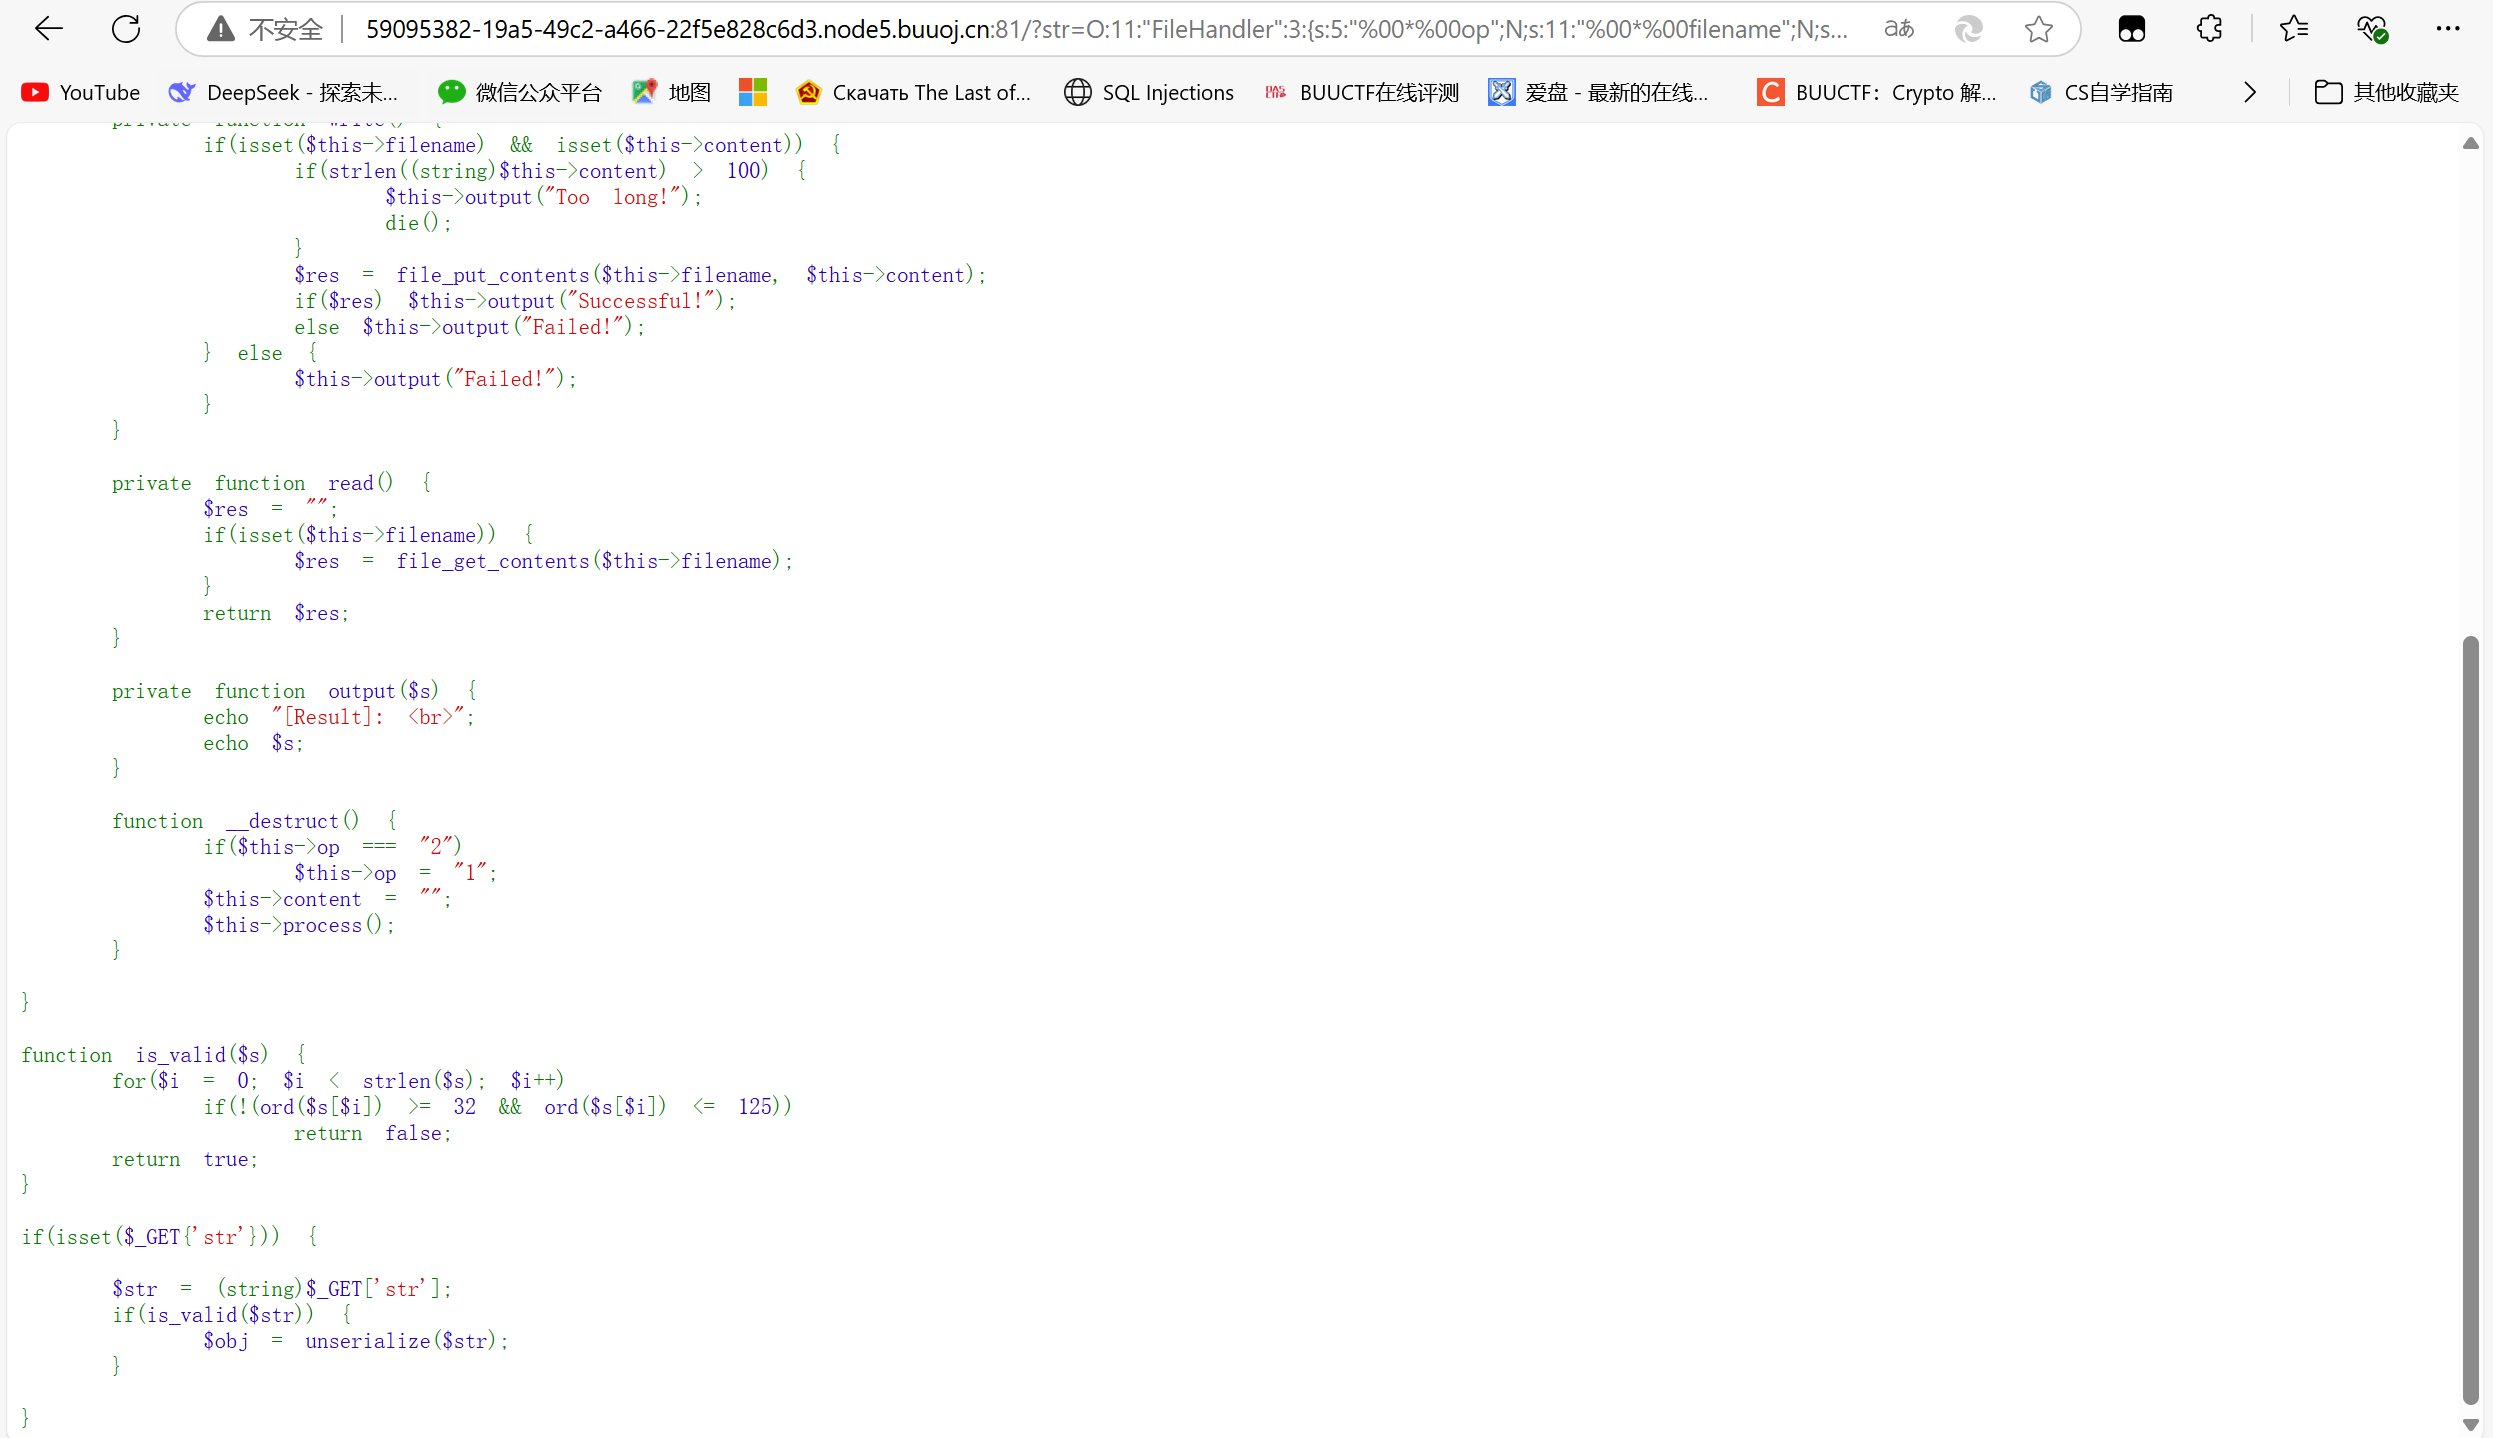 不安全 59095382-19a5-49c2-a466-22f5e828c6d3.node5.buuoj.cn:81/?str=O:11:"FileHandler":3:{s:5:"%00*%00op";N;s:11:"%00*%00filename";N;s... aあ
YouTube DeepSeek - 探索未... 微信公众平台 地图 Скачать The Last of... SQL Injections BUUCTF在线评测 爱盘 - 最新的在线... BUUCTF：Crypto 解... CS自学指南 其他收藏夹
private function write() {
if(isset($this->filename) && isset($this->content)) {
if(strlen((string)$this->content) > 100) {
$this->output("Too long!");
die();
}
$res = file_put_contents($this->filename, $this->content);
if($res) $this->output("Successful!");
else $this->output("Failed!");
} else {
$this->output("Failed!");
}
}
private function read() {
$res = "";
if(isset($this->filename)) {
$res = file_get_contents($this->filename);
}
return $res;
}
private function output($s) {
echo "[Result]: <br>";
echo $s;
}
function __destruct() {
if($this->op === "2")
$this->op = "1";
$this->content = "";
$this->process();
}
}
function is_valid($s) {
for($i = 0; $i < strlen($s); $i++)
if(!(ord($s[$i]) >= 32 && ord($s[$i]) <= 125))
return false;
return true;
}
if(isset($_GET{'str'})) {
$str = (string)$_GET['str'];
if(is_valid($str)) {
$obj = unserialize($str);
}
}